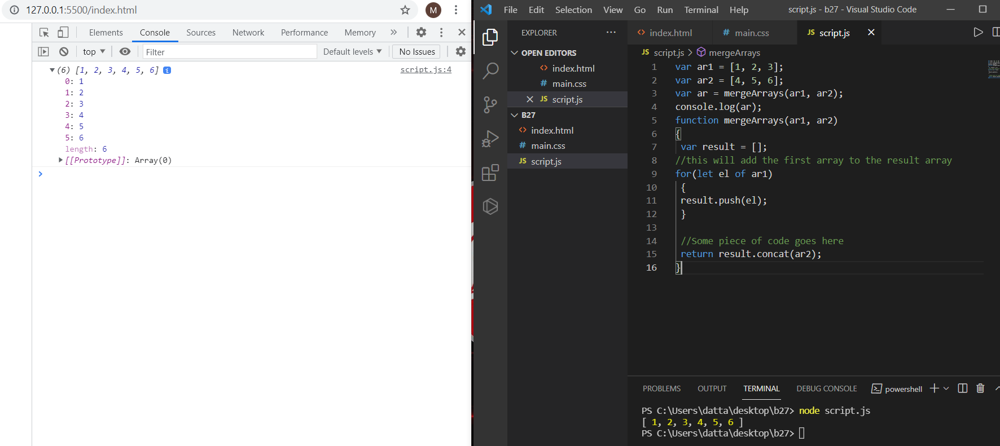 127.0.0.1:5500/index.html
M
Elements Console Sources Network Performance Memory »
top Filter Default levels No Issues
(6) [1, 2, 3, 4, 5, 6] i script.js:4
0: 1
1: 2
2: 3
3: 4
4: 5
5: 6
length: 6
[[Prototype]]: Array(0)
File Edit Selection View Go Run Terminal Help script.js - b27 - Visual Studio Code
EXPLORER ···
OPEN EDITORS
<> index.html
# main.css
JS script.js
B27
<> index.html
# main.css
JS script.js
<> index.html # main.css JS script.js
JS script.js > mergeArrays
1 var ar1 = [1, 2, 3];
2 var ar2 = [4, 5, 6];
3 var ar = mergeArrays(ar1, ar2);
4 console.log(ar);
5 function mergeArrays(ar1, ar2)
6 {
7 var result = [];
8 //this will add the first array to the result array
9 for(let el of ar1)
10 {
11 result.push(el);
12 }
13
14 //Some piece of code goes here
15 return result.concat(ar2);
16 }
PROBLEMS OUTPUT TERMINAL DEBUG CONSOLE powershell
PS C:\Users\datta\desktop\b27> node script.js
[ 1, 2, 3, 4, 5, 6 ]
PS C:\Users\datta\desktop\b27>